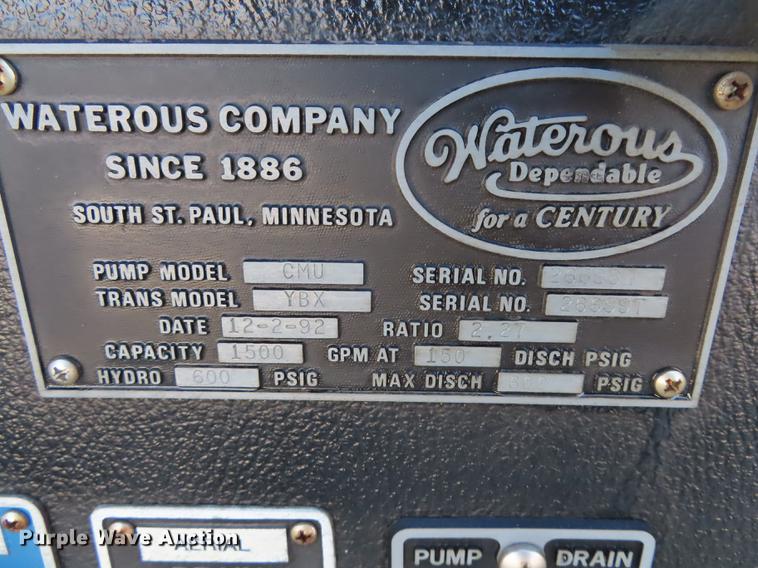 WATEROUS COMPANY
SINCE 1886
SOUTH ST. PAUL, MINNESOTA
Waterous
Dependable
for a CENTURY
PUMP MODEL CMU SERIAL NO.
TRANS MODEL YBX SERIAL NO.
DATE 12-2-92 RATIO 2.27
CAPACITY 1500 GPM AT 150 DISCH PSIG
HYDRO 600 PSIG MAX DISCH PSIG
AERIAL
PUMP DRAIN
Purple Wave Auction